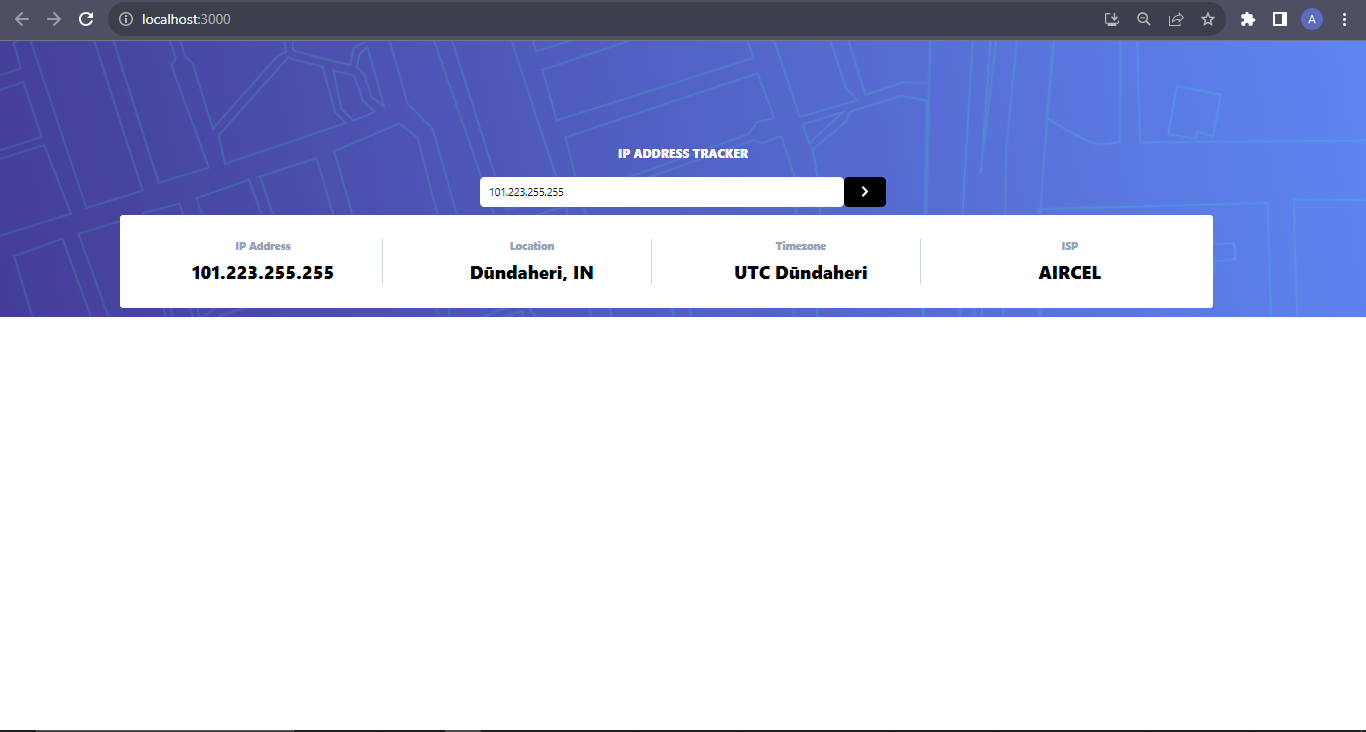 localhost:3000
A
IP ADDRESS TRACKER
101.223.255.255
IP Address
101.223.255.255
Location
Dūndaheri, IN
Timezone
UTC Dūndaheri
ISP
AIRCEL